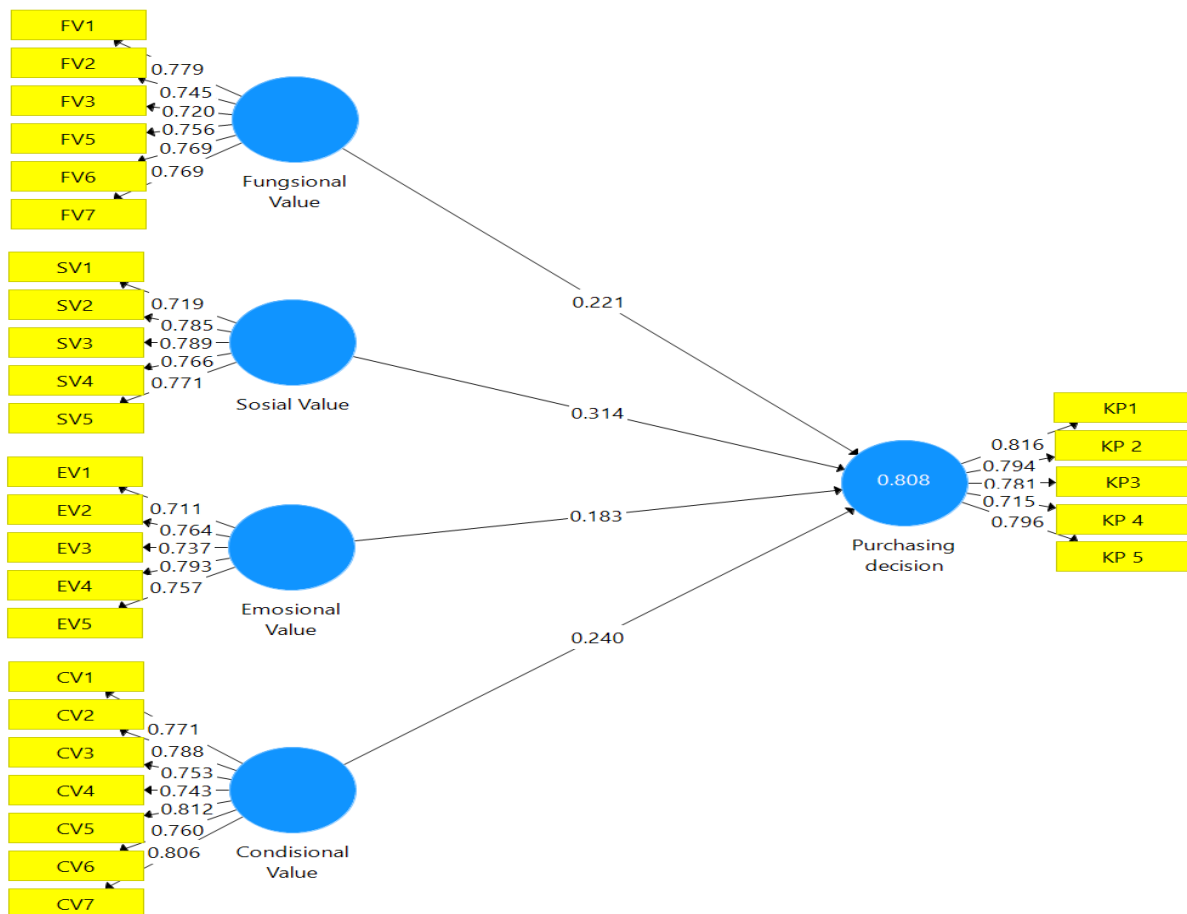 FV1
FV2
FV3
FV5
FV6
FV7
0.779
0.745
0.720
0.756
0.769
0.769
Fungsional
Value
SV1
SV2
SV3
SV4
SV5
0.719
0.785
0.789
0.766
0.771
Sosial Value
EV1
EV2
EV3
EV4
EV5
0.711
0.764
0.737
0.793
0.757
Emosional
Value
CV1
CV2
CV3
CV4
CV5
CV6
CV7
0.771
0.788
0.753
0.743
0.812
0.760
0.806
Condisional
Value
0.221
0.314
0.183
0.240
0.808
Purchasing
decision
0.816
0.794
0.781
0.715
0.796
KP1
KP 2
KP3
KP 4
KP 5